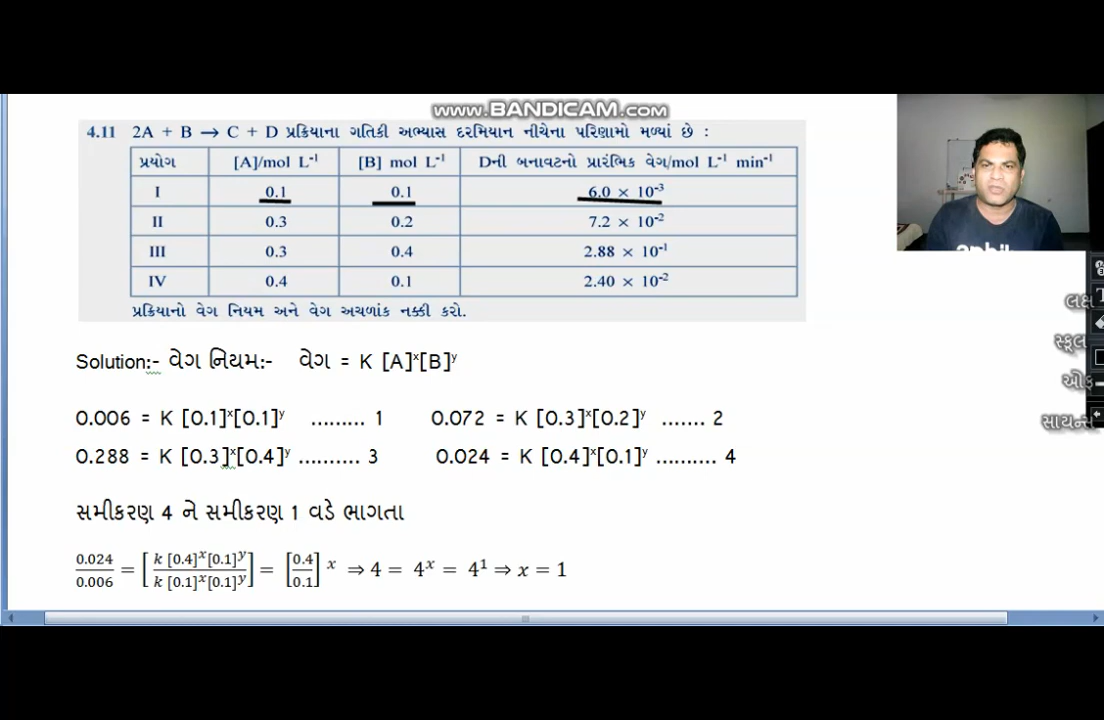 www.BANDICAM.com
4.11 2A + B → C + D પ્રક્રિયાના ગતિકી અભ્યાસ દરમિયાન નીચેના પરિણામો મળ્યાં છે :
પ્રયોગ [A]/mol L⁻¹ [B] mol L⁻¹ Dની બનાવટનો પ્રારંભિક વેગ/mol L⁻¹ min⁻¹
I 0.1 0.1 6.0 × 10⁻³
II 0.3 0.2 7.2 × 10⁻²
III 0.3 0.4 2.88 × 10⁻¹
IV 0.4 0.1 2.40 × 10⁻²
પ્રક્રિયાનો વેગ નિયમ અને વેગ અચળાંક નક્કી કરો.
Solution:- વેગ નિયમ:- વેગ = K [A]ˣ[B]ʸ
0.006 = K [0.1]ˣ[0.1]ʸ ......... 1 0.072 = K [0.3]ˣ[0.2]ʸ ....... 2
0.288 = K [0.3]ˣ[0.4]ʸ .......... 3 0.024 = K [0.4]ˣ[0.1]ʸ .......... 4
સમીકરણ 4 ને સમીકરણ 1 વડે ભાગતા
0.024/0.006 = [k [0.4]ˣ[0.1]ʸ / k [0.1]ˣ[0.1]ʸ] = [0.4/0.1] ˣ ⇒ 4 = 4ˣ = 4¹ ⇒ x = 1
લક્ષ
સ્કૂલ
ઓફ
સાયન્સ